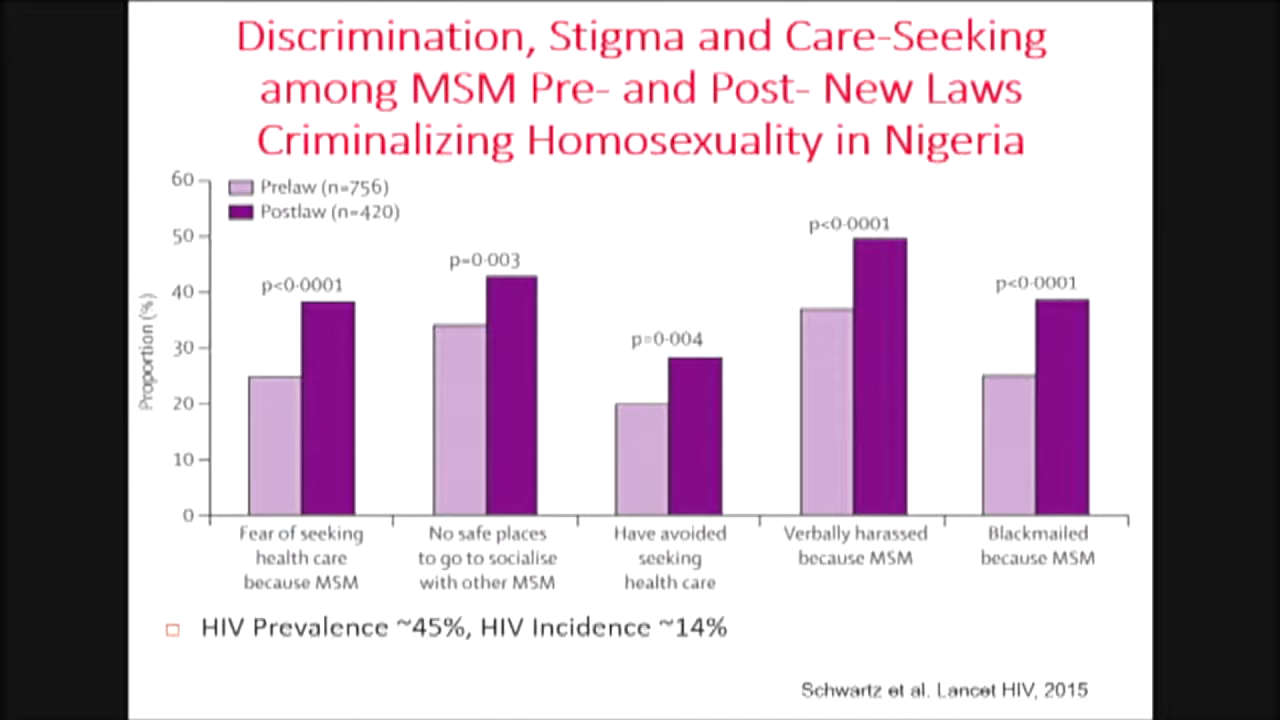 Discrimination, Stigma and Care-Seeking
among MSM Pre- and Post- New Laws
Criminalizing Homosexuality in Nigeria
Prelaw (n=756)
Postlaw (n=420)
Proportion (%)
60
50
40
30
20
10
0
p<0·0001
p=0·003
p=0·004
p<0·0001
p<0·0001
Fear of seeking
health care
because MSM
No safe places
to go to socialise
with other MSM
Have avoided
seeking
health care
Verbally harassed
because MSM
Blackmailed
because MSM
HIV Prevalence ~45%, HIV Incidence ~14%
Schwartz et al. Lancet HIV, 2015